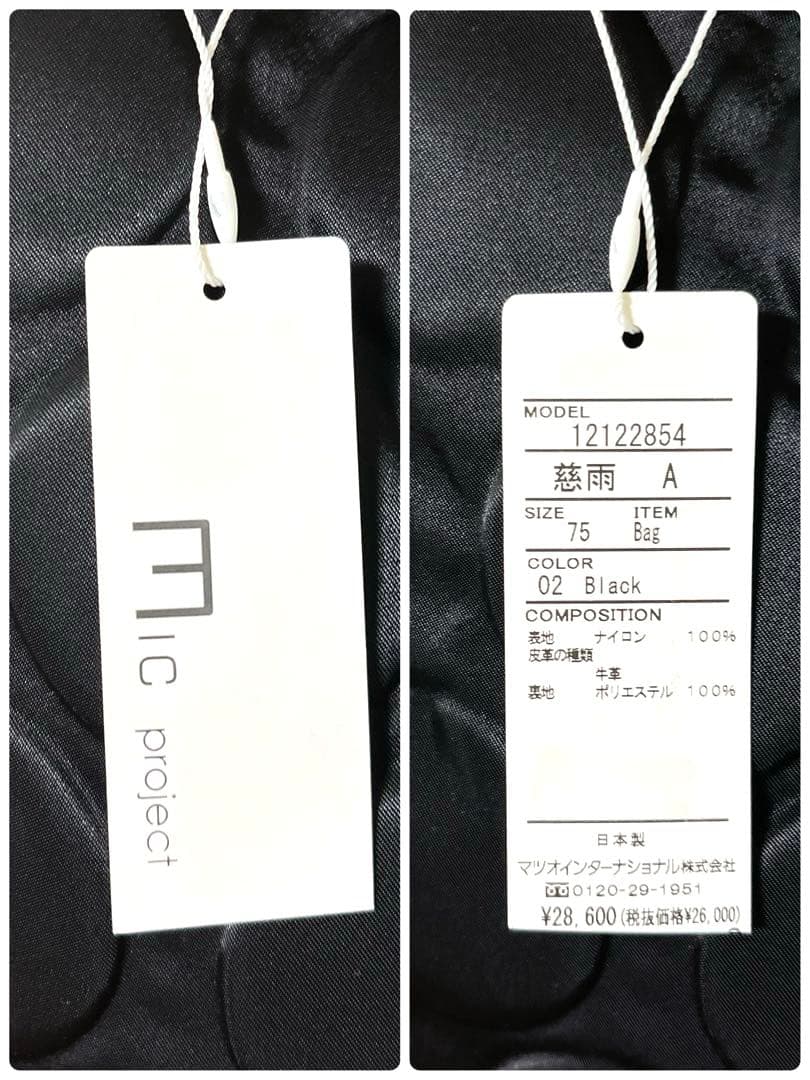 mIC project
MODEL
12122854
慈雨 A
SIZE ITEM
75 Bag
COLOR
02 Black
COMPOSITION
表地 ナイロン 100%
皮革の種類
牛革
裏地 ポリエステル 100%
日本製
マツオインターナショナル株式会社
0120-29-1951
¥28,600(税抜価格¥26,000)